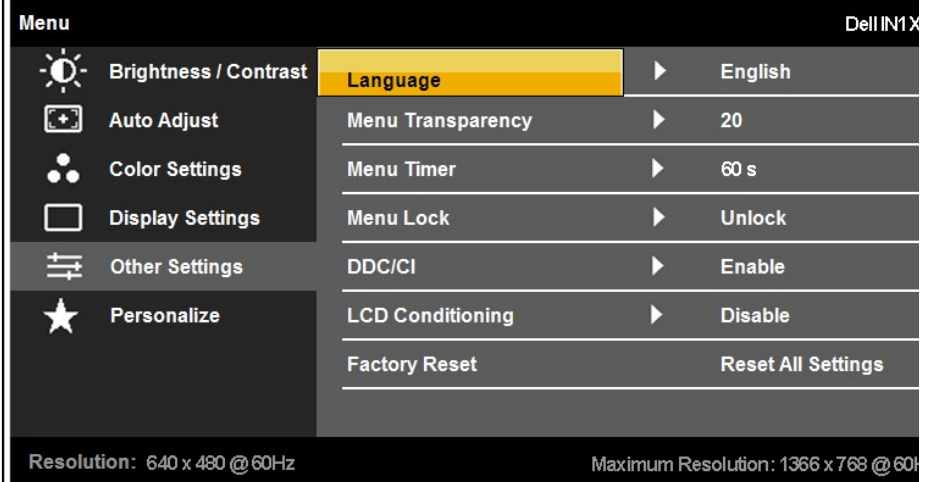 Menu Dell IN1X
Brightness / Contrast Language English
Auto Adjust Menu Transparency 20
Color Settings Menu Timer 60 s
Display Settings Menu Lock Unlock
Other Settings DDC/CI Enable
Personalize LCD Conditioning Disable
Factory Reset Reset All Settings
Resolution: 640 x 480 @ 60Hz Maximum Resolution: 1366 x 768 @